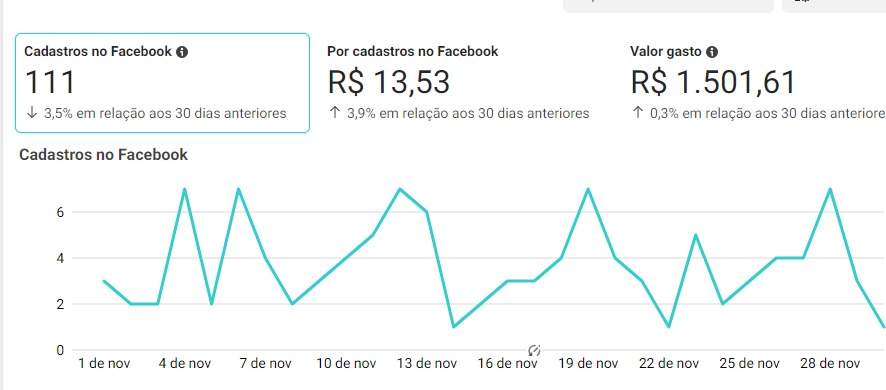 Cadastros no Facebook
111
↓ 3,5% em relação aos 30 dias anteriores
Por cadastros no Facebook
R$ 13,53
↑ 3,9% em relação aos 30 dias anteriores
Valor gasto
R$ 1.501,61
↑ 0,3% em relação aos 30 dias anteriore
Cadastros no Facebook
6
4
2
0
1 de nov 4 de nov 7 de nov 10 de nov 13 de nov 16 de nov 19 de nov 22 de nov 25 de nov 28 de nov